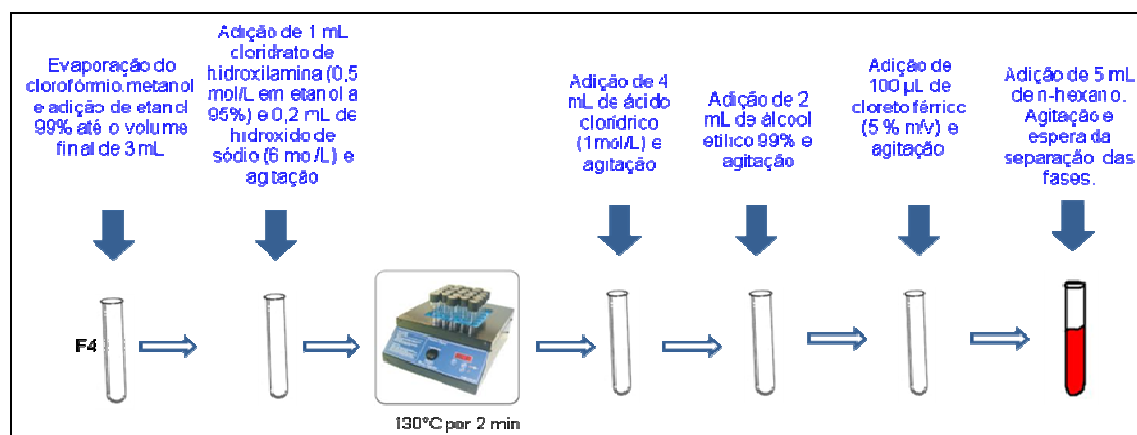 Evaporação do
clorofórmio:metanol
e adição de etanol
99% até o volume
final de 3 mL
Adição de 1 mL
cloridrato de
hidroxilamina (0,5
mol/L em etanol a
95%) e 0,2 mL de
hidroxido de
sódio (6 mol/L) e
agitação
Adição de 4
mL de ácido
clorídrico
(1mol/L) e
agitação
Adição de 2
mL de álcool
etílico 99% e
agitação
Adição de
100 µL de
cloreto férrico
(5 % m/v) e
agitação
Adição de 5 mL
de n-hexano.
Agitação e
espera da
separação das
fases.
F4
130°C por 2 min